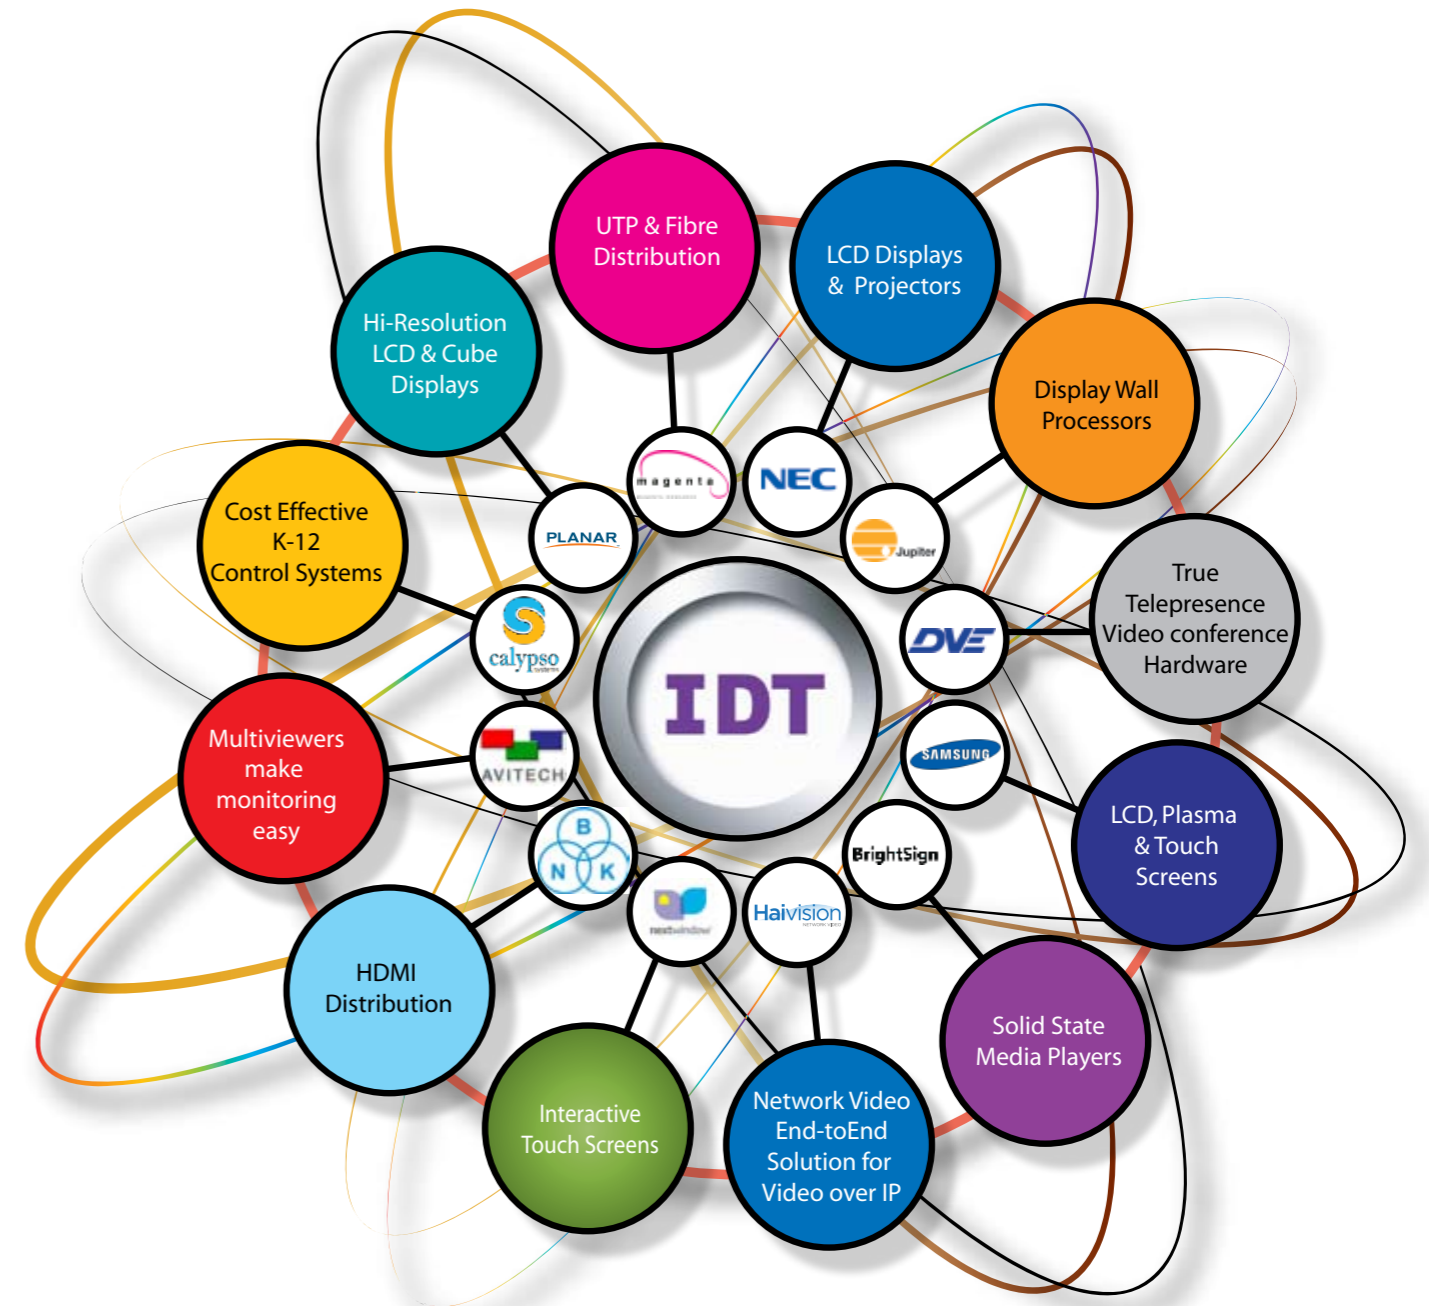 UTP & Fibre
Distribution
LCD Displays
& Projectors
Hi-Resolution
LCD & Cube
Displays
Display Wall
Processors
magenta
NEC
Cost Effective
K-12
Control Systems
PLANAR
Jupiter
True
Telepresence
Video conference
Hardware
calypso
systems
DVE
IDT
Multiviewers
make
monitoring
easy
AVITECH
SAMSUNG
LCD, Plasma
& Touch
Screens
B
N K
BrightSign
nextwindow
Haivision
NETWORK VIDEO
HDMI
Distribution
Solid State
Media Players
Interactive
Touch Screens
Network Video
End-toEnd
Solution for
Video over IP